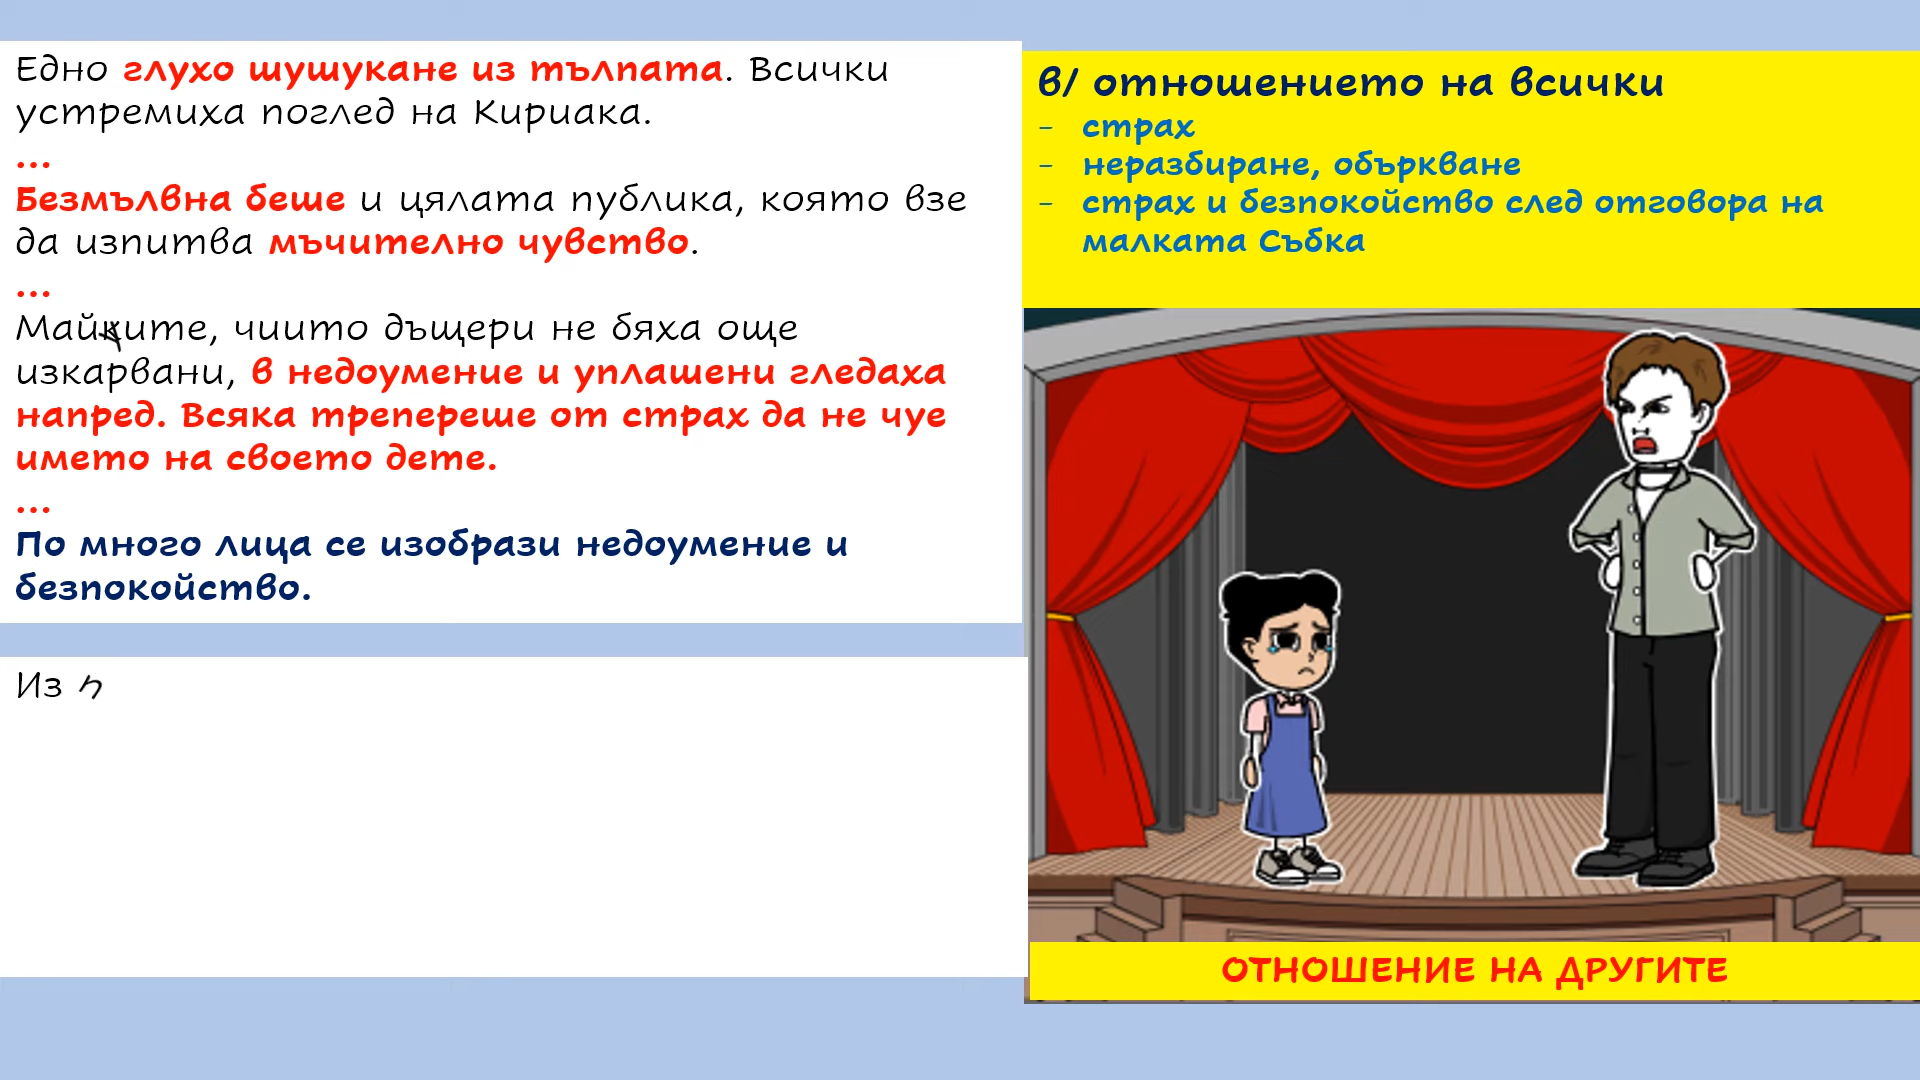 Едно глухо шушукане из тълпата. Всички
устремиха поглед на Кириака.
...
Безмълвна беше и цялата публика, която взе
да изпитва мъчително чувство.
...
Майките, чиито дъщери не бяха още
изкарвани, в недоумение и уплашени гледаха
напред. Всяка трепереше от страх да не чуе
името на своето дете.
...
По много лица се изобрази недоумение и
безпокойство.
Из
в/ отношението на всички
- страх
- неразбиране, объркване
- страх и безпокойство след отговора на
малката Събка
ОТНОШЕНИЕ НА ДРУГИТЕ